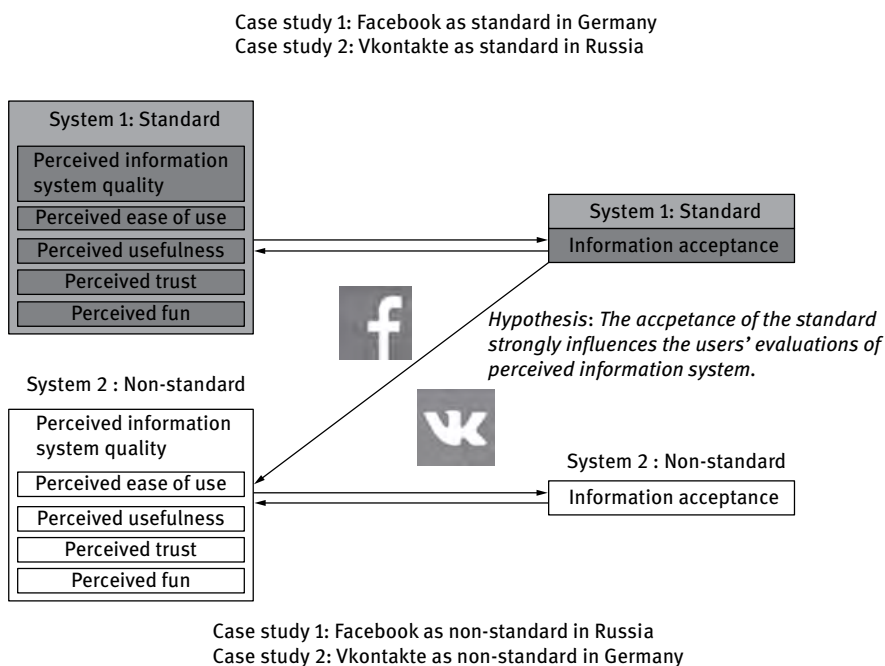 Case study 1: Facebook as standard in Germany
Case study 2: Vkontakte as standard in Russia
System 1: Standard
Perceived information
system quality
Perceived ease of use
Perceived usefulness
Perceived trust
Perceived fun
System 1: Standard
Information acceptance
f
Hypothesis: The accpetance of the standard
strongly influences the users’ evaluations of
perceived information system.
VK
System 2 : Non-standard
Perceived information
system quality
Perceived ease of use
Perceived usefulness
Perceived trust
Perceived fun
System 2 : Non-standard
Information acceptance
Case study 1: Facebook as non-standard in Russia
Case study 2: Vkontakte as non-standard in Germany